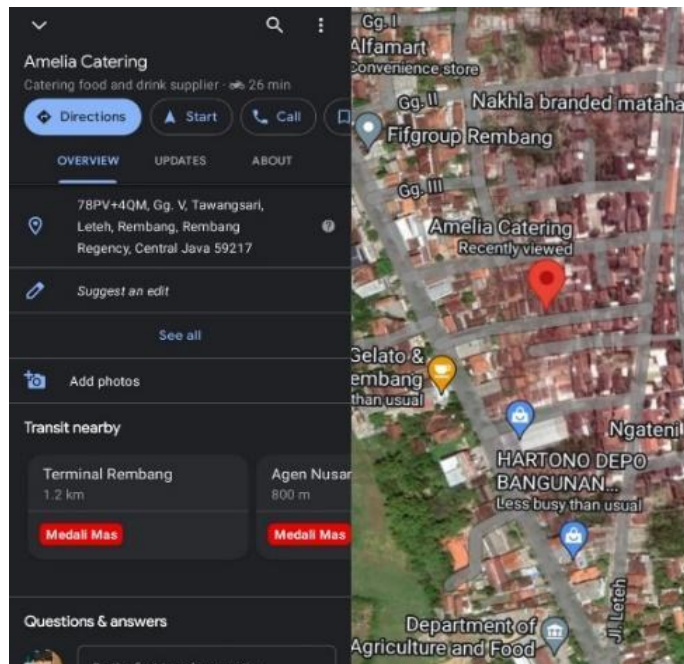 Amelia Catering
Catering food and drink supplier · 26 min
Directions
Start
Call
OVERVIEW
UPDATES
ABOUT
78PV+4QM, Gg. V, Tawangsari,
Leteh, Rembang, Rembang
Regency, Central Java 59217
Suggest an edit
See all
Add photos
Transit nearby
Terminal Rembang
1.2 km
Medali Mas
Agen Nusar
800 m
Medali Mas
Questions & answers
Gg. I
Alfamart
Convenience store
Gg. II
Nakhla branded mataha
Fifgroup Rembang
Gg. III
Amelia Catering
Recently viewed
Gelato &
embang
than usual
Ngateni
HARTONO DEPO
BANGUNAN...
Less busy than usual
Jl. Leteh
Department of
Agriculture and Food